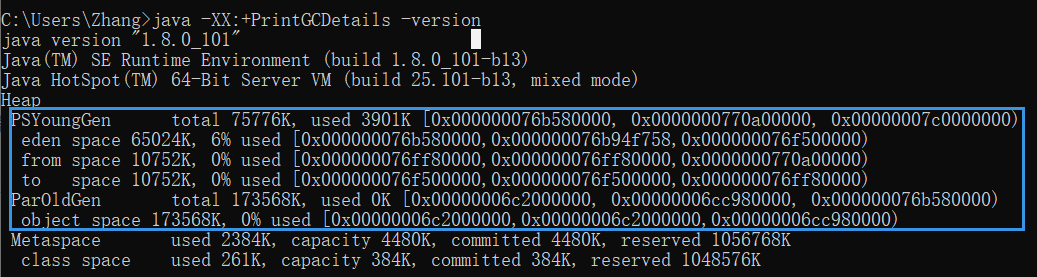 C:\Users\Zhang>java -XX:+PrintGCDetails -version
java version "1.8.0_101"
Java(TM) SE Runtime Environment (build 1.8.0_101-b13)
Java HotSpot(TM) 64-Bit Server VM (build 25.101-b13, mixed mode)
Heap
PSYoungGen      total 75776K, used 3901K [0x000000076b580000, 0x0000000770a00000, 0x00000007c0000000)
 eden space 65024K, 6% used [0x000000076b580000,0x000000076b94f758,0x000000076f500000)
 from space 10752K, 0% used [0x000000076ff80000,0x000000076ff80000,0x0000000770a00000)
 to   space 10752K, 0% used [0x000000076f500000,0x000000076f500000,0x000000076ff80000)
ParOldGen       total 173568K, used 0K [0x00000006c2000000, 0x00000006cc980000, 0x000000076b580000)
 object space 173568K, 0% used [0x00000006c2000000,0x00000006c2000000,0x00000006cc980000)
Metaspace       used 2384K, capacity 4480K, committed 4480K, reserved 1056768K
 class space    used 261K, capacity 384K, committed 384K, reserved 1048576K